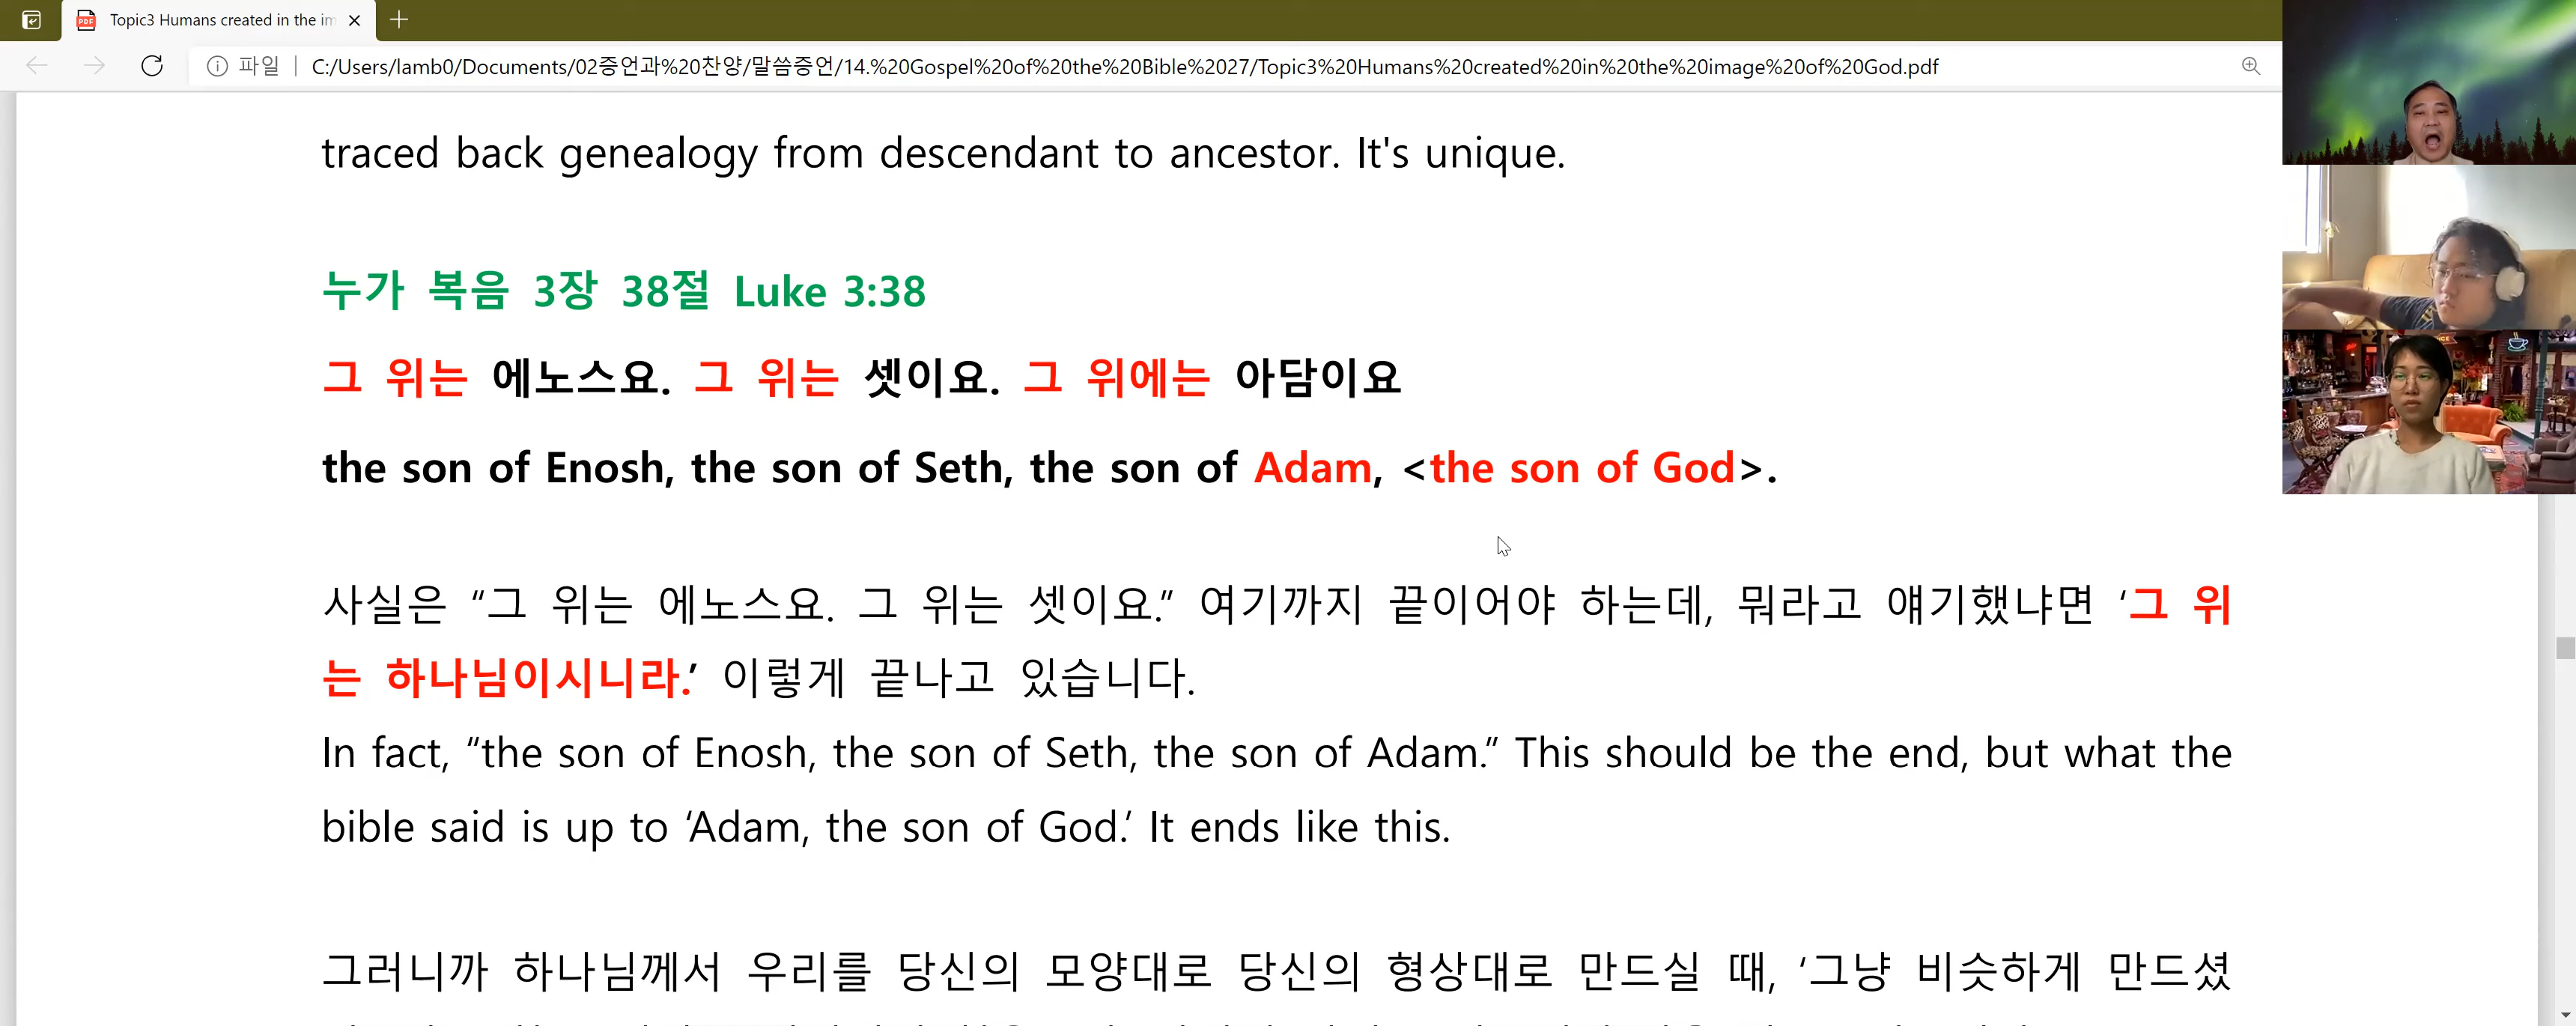 Topic3 Humans created in the im
파일 | C:/Users/lamb0/Documents/02증언과%20찬양/말씀증언/14.%20Gospel%20of%20the%20Bible%2027/Topic3%20Humans%20created%20in%20the%20image%20of%20God.pdf
traced back genealogy from descendant to ancestor. It's unique.
누가 복음 3장 38절 Luke 3:38
그 위는 에노스요. 그 위는 셋이요. 그 위에는 아담이요
the son of Enosh, the son of Seth, the son of Adam, <the son of God>.
사실은 “그 위는 에노스요. 그 위는 셋이요.” 여기까지 끝이어야 하는데, 뭐라고 얘기했냐면 ‘그 위
는 하나님이시니라.’ 이렇게 끝나고 있습니다.
In fact, “the son of Enosh, the son of Seth, the son of Adam.” This should be the end, but what the
bible said is up to ‘Adam, the son of God.’ It ends like this.
그러니까 하나님께서 우리를 당신의 모양대로 당신의 형상대로 만드실 때, ‘그냥 비슷하게 만드셨